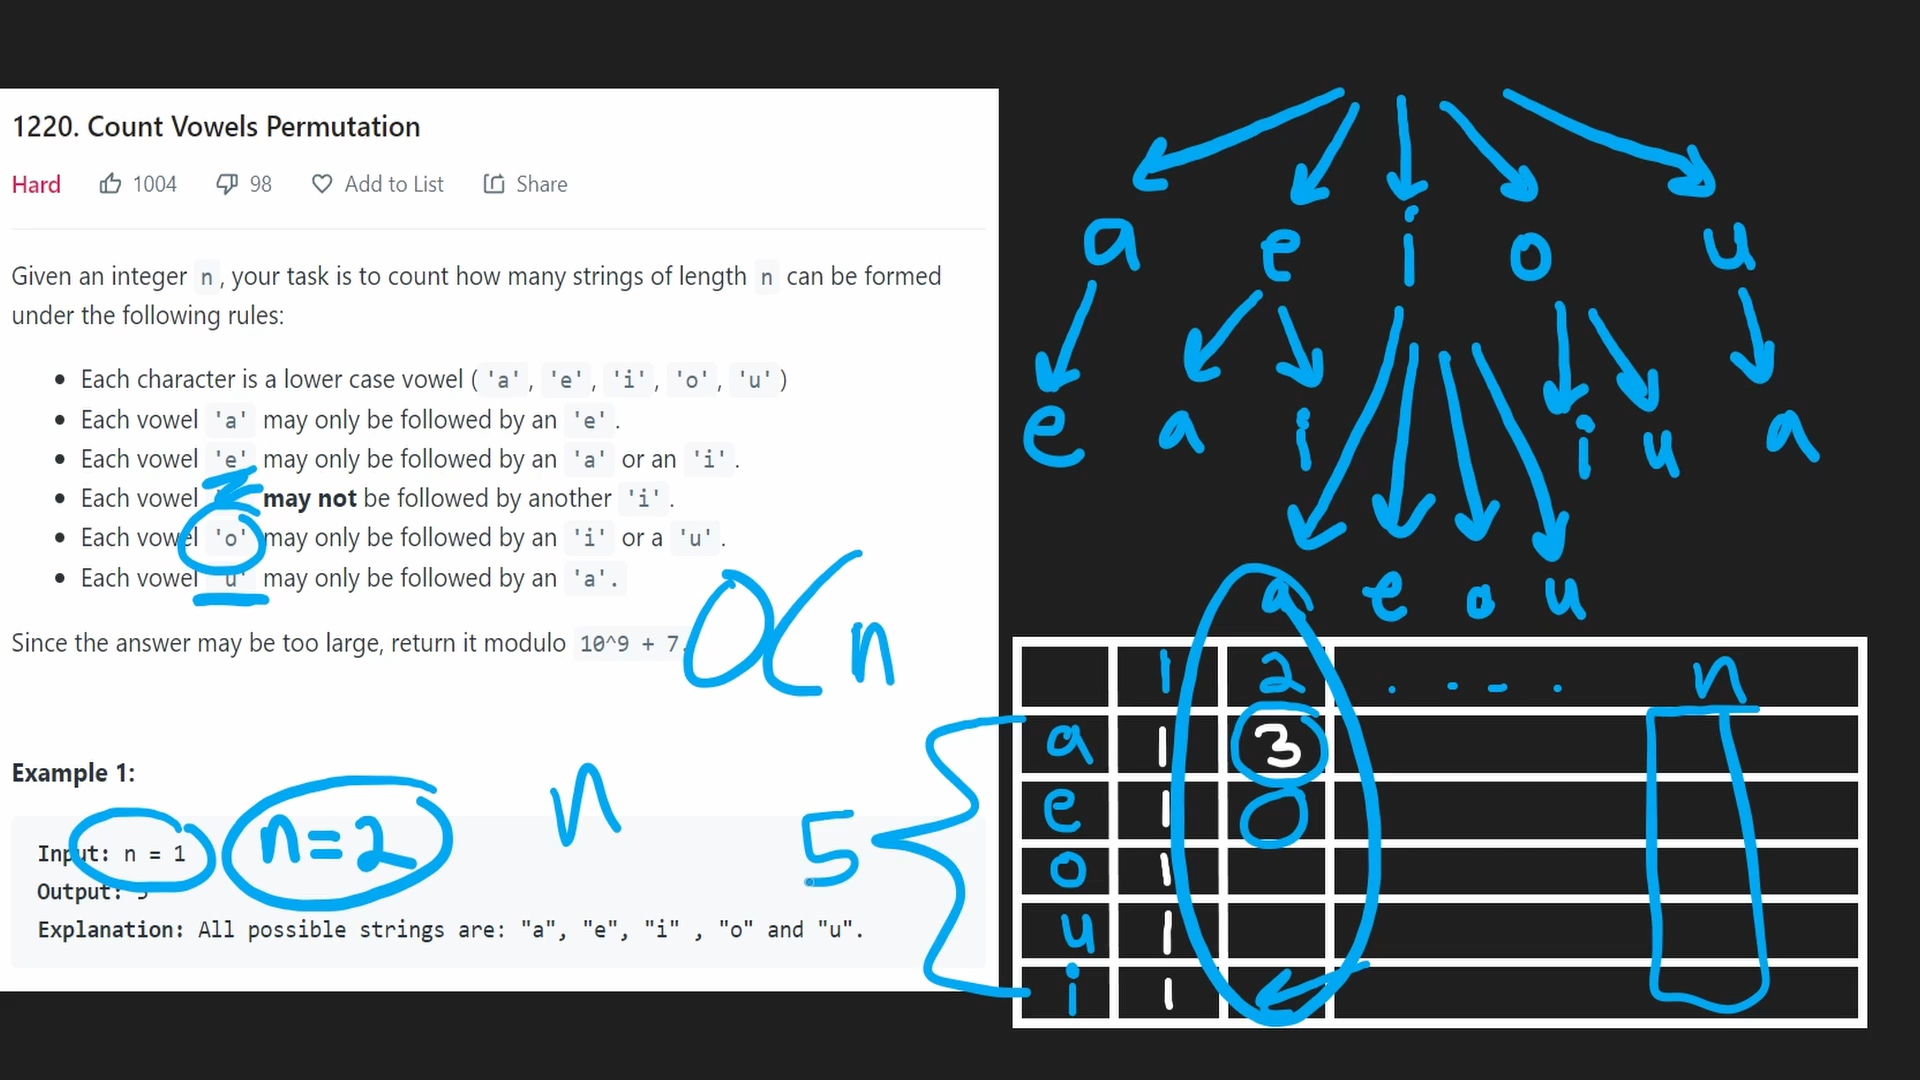 1220. Count Vowels Permutation
Hard 1004 98 Add to List Share
Given an integer n, your task is to count how many strings of length n can be formed
under the following rules:
Each character is a lower case vowel ('a', 'e', 'i', 'o', 'u')
Each vowel 'a' may only be followed by an 'e'.
Each vowel 'e' may only be followed by an 'a' or an 'i'.
Each vowel may not be followed by another 'i'.
Each vowel 'o' may only be followed by an 'i' or a 'u'.
Each vowel 'u' may only be followed by an 'a'.
Since the answer may be too large, return it modulo 10^9 + 7.
O(n
Example 1:
Input: n = 1
n=2
n
5
Output: 5
Explanation: All possible strings are: "a", "e", "i" , "o" and "u".
a e i o u
e a i i u a
a e o u
1 2 . . - . n
a 1 3
e 1
o 1
u 1
i 1